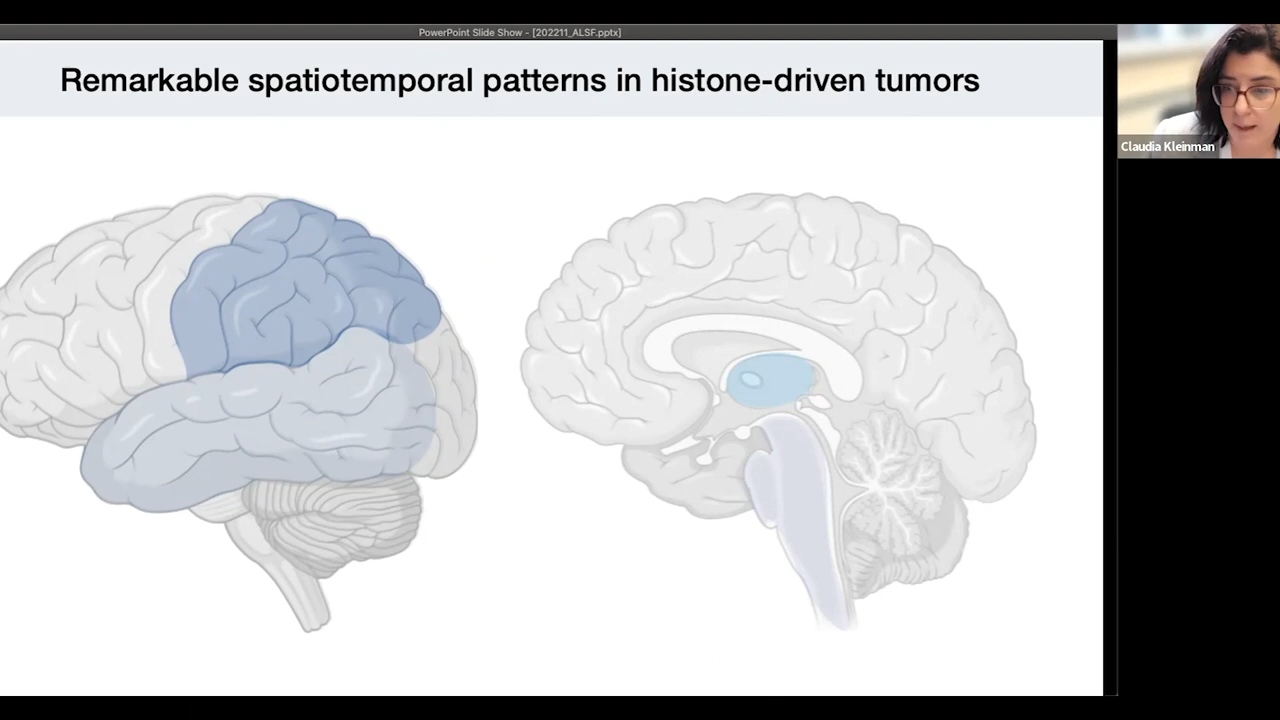 PowerPoint Slide Show - [202211_ALSF.pptx]
Remarkable spatiotemporal patterns in histone-driven tumors
Claudia Kleinman